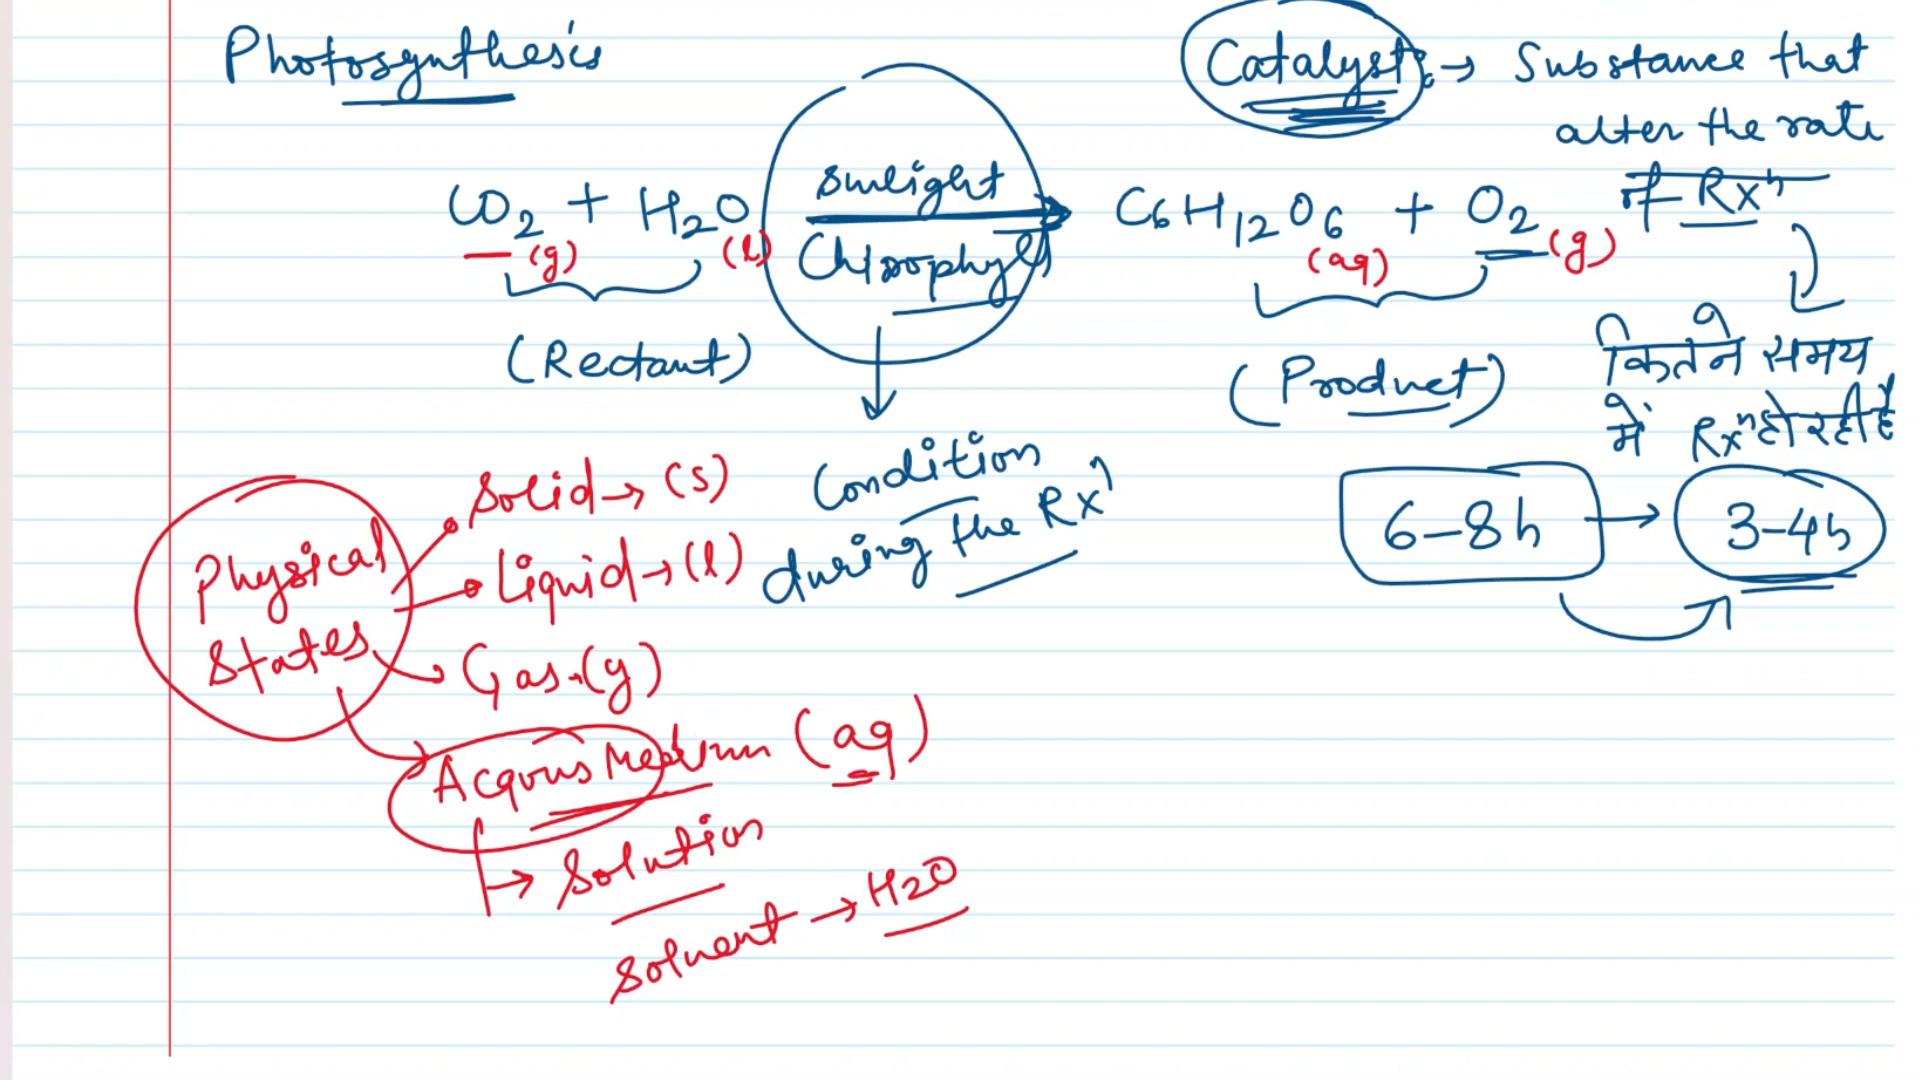 Photosynthesis
Catalyst: → Substance that
alter the rate
of Rxⁿ
CO₂ + H₂O
(g) (l)
sunlight
Chlorophyll
C₆H₁₂O₆ + O₂
(aq) (g)
(Rectant)
(Product)
कितने समय
में Rxⁿ हो रही है
Condition
during the Rxⁿ
6-8h → 3-4h
Physical
States
Solid → (s)
Liquid → (l)
Gas → (g)
Acqous Medium (aq)
→ Solution
Solvent → H₂O